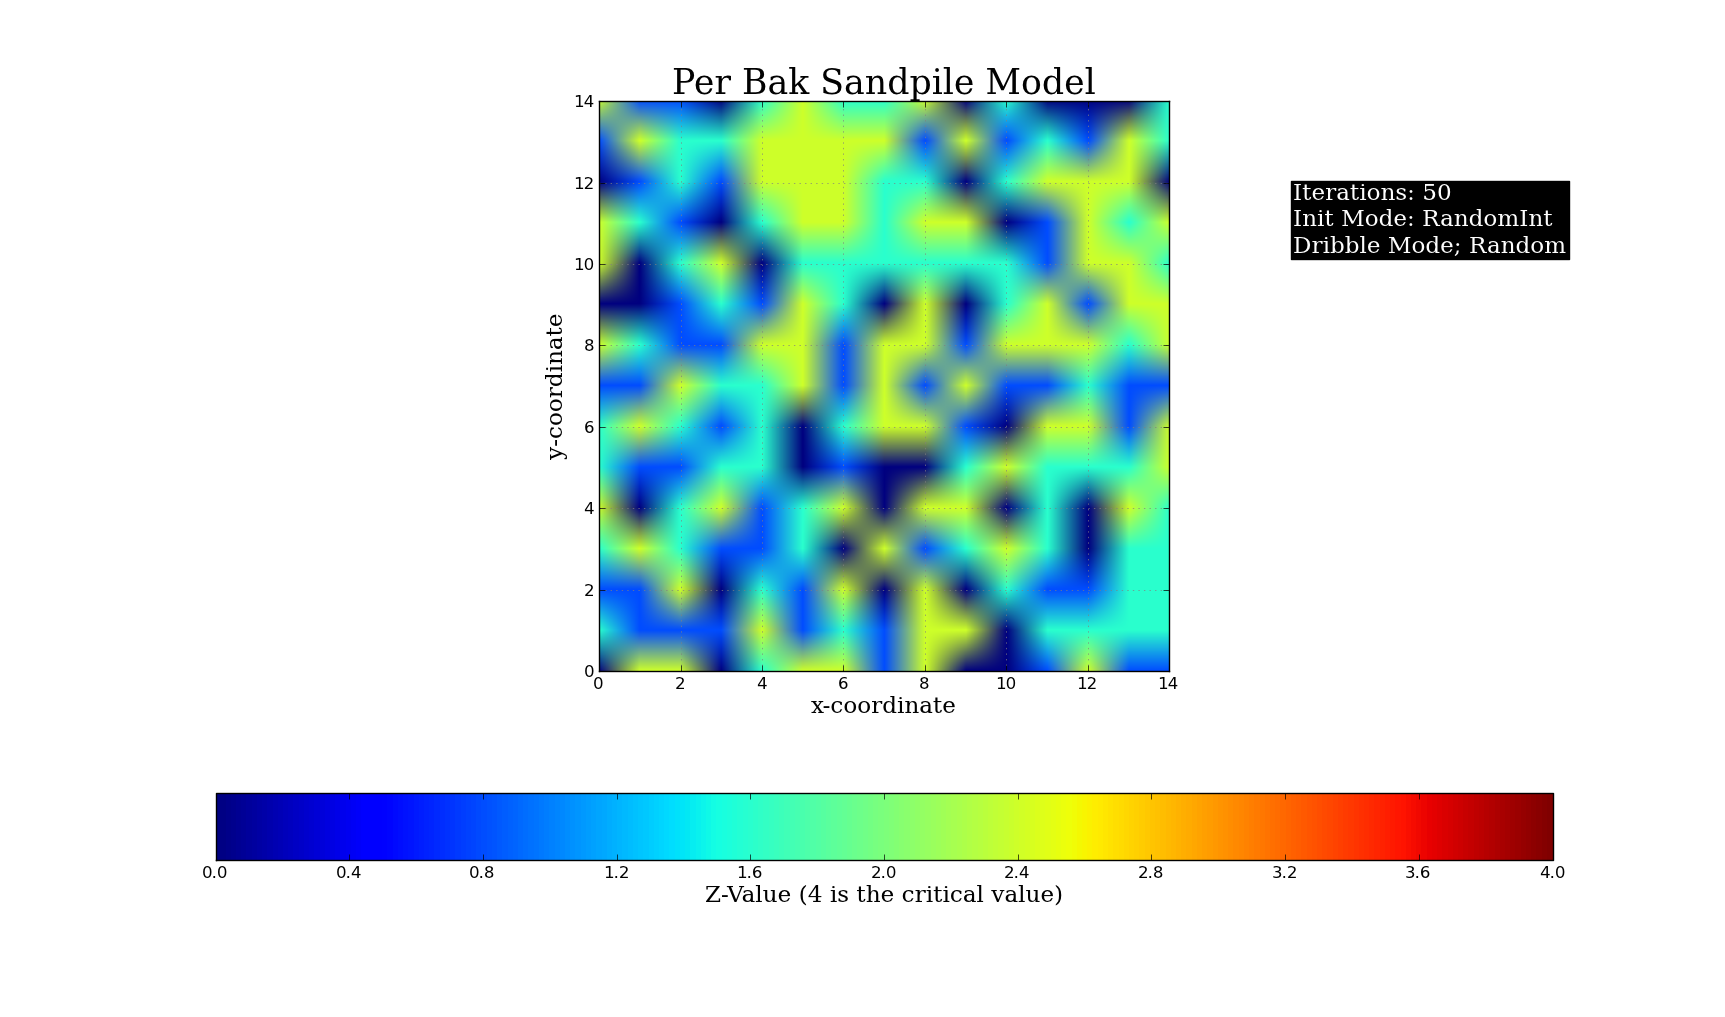 Per Bak Sandpile Model
14
12
10
8
6
4
2
0
y-coordinate
0 2 4 6 8 10 12 14
x-coordinate
Iterations: 50
Init Mode: RandomInt
Dribble Mode; Random
0.0 0.4 0.8 1.2 1.6 2.0 2.4 2.8 3.2 3.6 4.0
Z-Value (4 is the critical value)